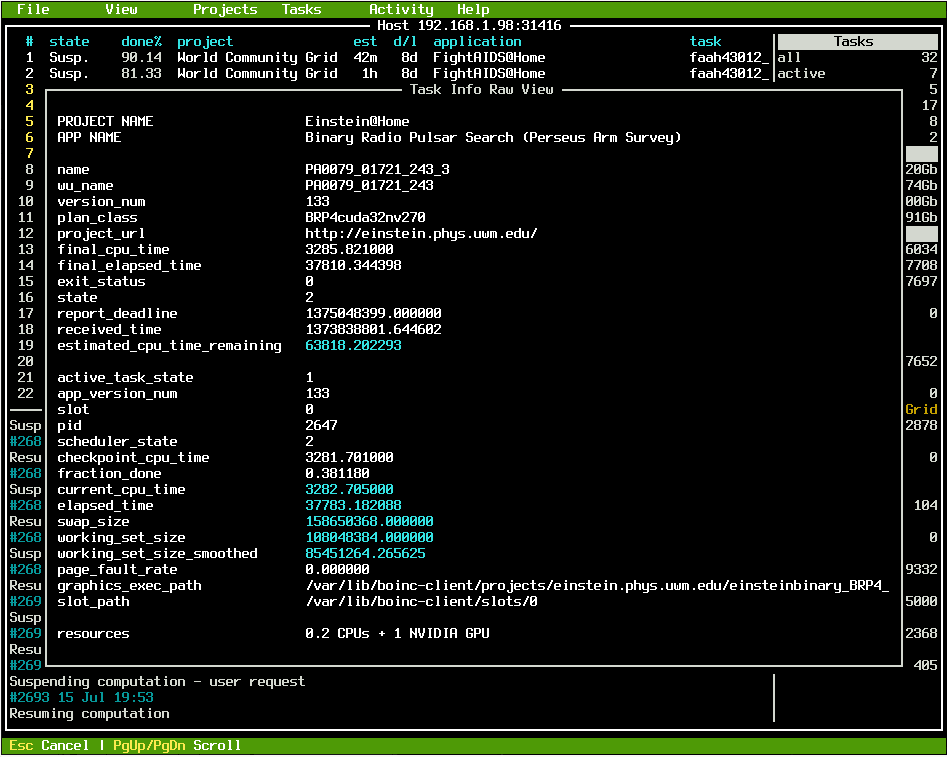 File View Projects Tasks Activity Help
Host 192.168.1.98:31416
# state done% project est d/l application task Tasks
1 Susp. 90.14 World Community Grid 42m 8d FightAIDS@Home faah43012_ all 32
2 Susp. 81.33 World Community Grid 1h 8d FightAIDS@Home faah43012_ active 7
3 Task Info Raw View 5
4 17
5 PROJECT NAME Einstein@Home 8
6 APP NAME Binary Radio Pulsar Search (Perseus Arm Survey) 2
7
8 name PA0079_01721_243_3 20Gb
9 wu_name PA0079_01721_243 74Gb
10 version_num 133 00Gb
11 plan_class BRP4cuda32nv270 91Gb
12 project_url http://einstein.phys.uwm.edu/
13 final_cpu_time 3285.821000 6034
14 final_elapsed_time 37810.344398 7708
15 exit_status 0 7697
16 state 2
17 report_deadline 1375048399.000000 0
18 received_time 1373838801.644602
19 estimated_cpu_time_remaining 63818.202293
20 7652
21 active_task_state 1
22 app_version_num 133 0
slot 0 Grid
Susp pid 2647 2878
#268 scheduler_state 2
Resu checkpoint_cpu_time 3281.701000 0
#268 fraction_done 0.381180
Susp current_cpu_time 3282.705000
#268 elapsed_time 37783.182088 104
Resu swap_size 158650368.000000
#268 working_set_size 108048384.000000 0
Susp working_set_size_smoothed 85451264.265625
#268 page_fault_rate 0.000000 9332
Resu graphics_exec_path /var/lib/boinc-client/projects/einstein.phys.uwm.edu/einsteinbinary_BRP4_
#269 slot_path /var/lib/boinc-client/slots/0 5000
Susp
#269 resources 0.2 CPUs + 1 NVIDIA GPU 2368
Resu
#269 405
Suspending computation - user request
#2693 15 Jul 19:53
Resuming computation
Esc Cancel | PgUp/PgDn Scroll